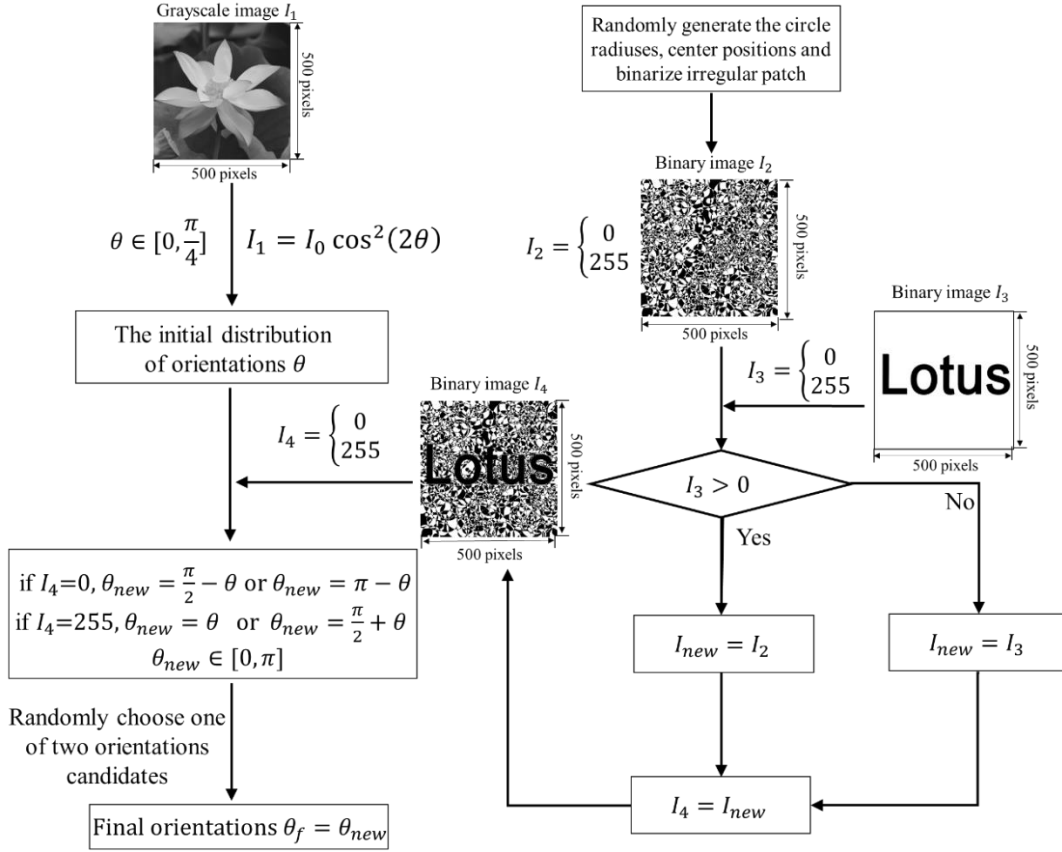 Grayscale image I₁
500 pixels
500 pixels
θ ∈ [0, π/4]
I₁ = I₀ cos²(2θ)
The initial distribution
of orientations θ
I₄ = {0
255
if I₄=0, θnew = π/2 − θ or θnew = π − θ
if I₄=255, θnew = θ or θnew = π/2 + θ
θnew ∈ [0, π]
Randomly choose one
of two orientations
candidates
Final orientations θf = θnew
Randomly generate the circle
radiuses, center positions and
binarize irregular patch
Binary image I₂
500 pixels
500 pixels
I₂ = {0
255
Binary image I₃
Lotus
500 pixels
500 pixels
I₃ = {0
255
Binary image I₄
Lotus
500 pixels
500 pixels
I₃ > 0
Yes
No
Inew = I₂
Inew = I₃
I₄ = Inew